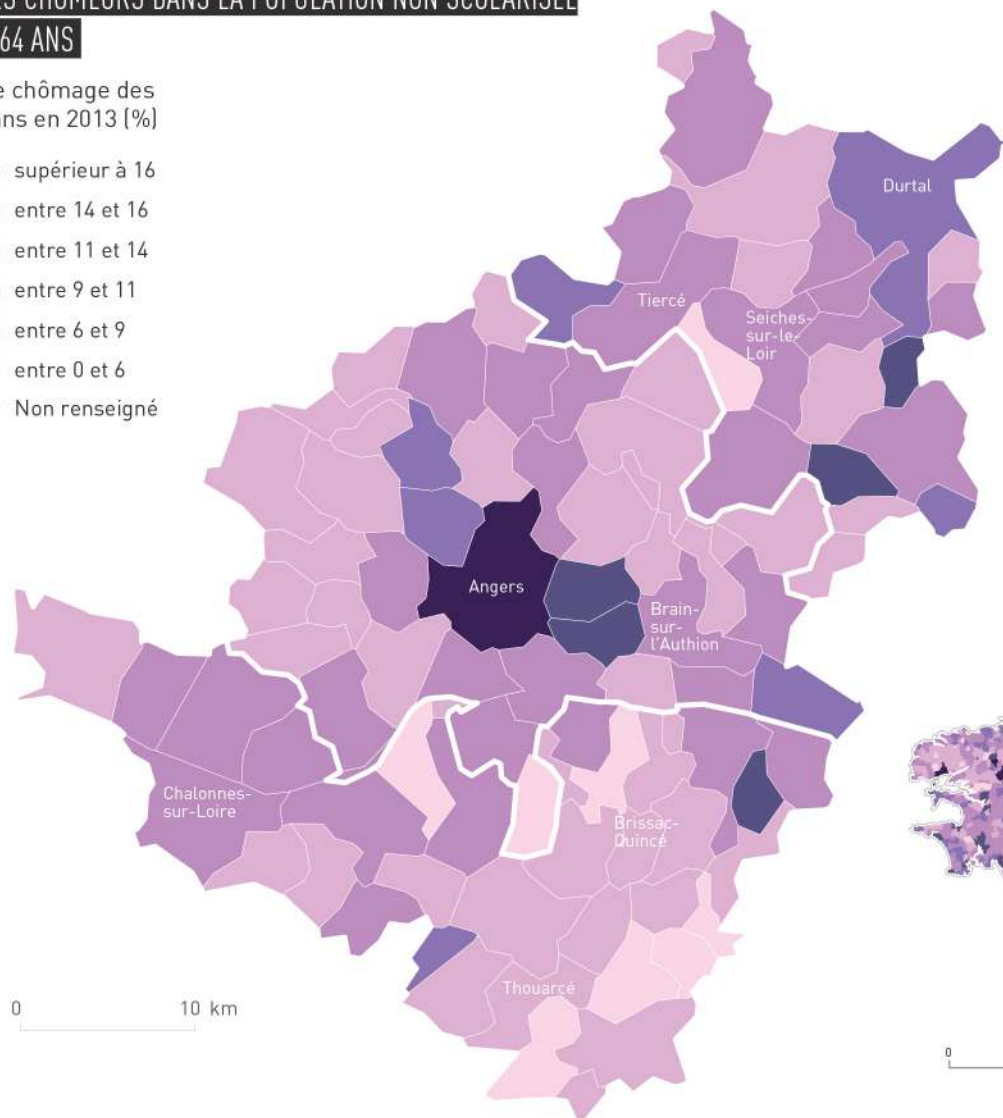 ES CHÔMEURS DANS LA POPULATION NON SCOLARISÉE
64 ANS
e chômage des
ans en 2013 (%)
supérieur à 16
entre 14 et 16
entre 11 et 14
entre 9 et 11
entre 6 et 9
entre 0 et 6
Non renseigné
Durtal
Tiercé
Seiches-
sur-le-
Loir
Angers
Brain-
sur-
l'Authion
Chalonnes-
sur-Loire
Brissac-
Quincé
Thouarcé
0 10 km
0